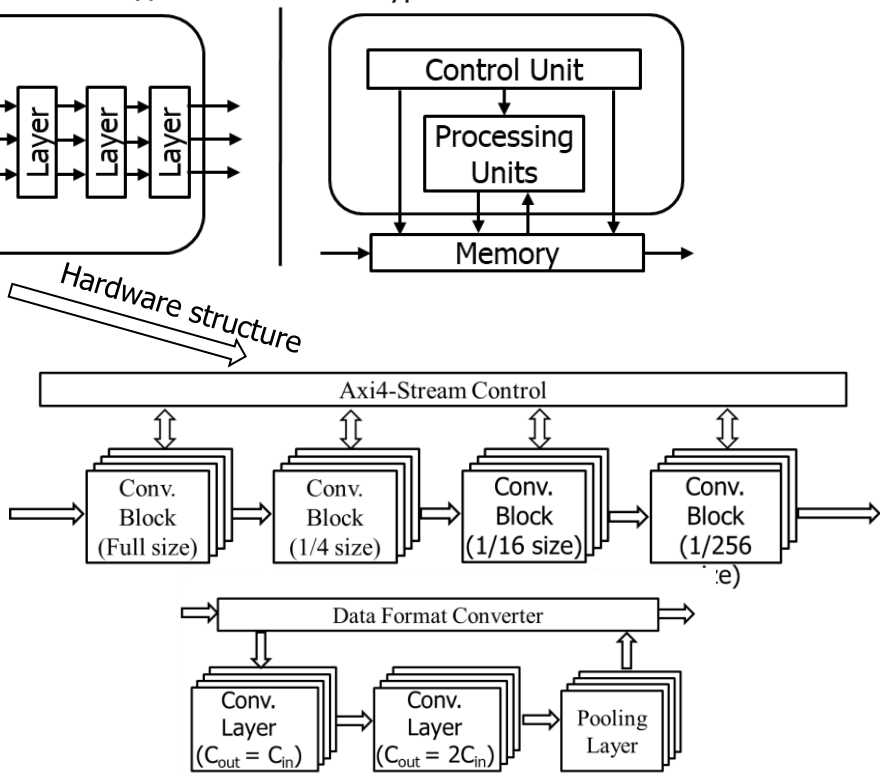 Control Unit
Processing
Units
Memory
Layer
Layer
Layer
Hardware structure
Axi4-Stream Control
Conv.
Block
(Full size)
Conv.
Block
(1/4 size)
Conv.
Block
(1/16 size)
Conv.
Block
(1/256
Data Format Converter
Conv.
Layer
(Cout = Cin)
Conv.
Layer
(Cout = 2Cin)
Pooling
Layer